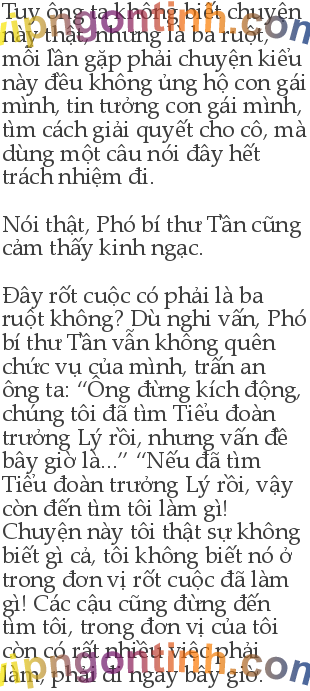 Tuy ông ta không biết chuyện
này thật, nhưng là ba ruột,
mỗi lần gặp phải chuyện kiểu
này đều không ủng hộ con gái
mình, tin tưởng con gái mình,
tìm cách giải quyết cho cô, mà
dùng một câu nói đây hết
trách nhiệm đi.
Nói thật, Phó bí thư Tần cũng
cảm thấy kinh ngạc.
Đây rốt cuộc có phải là ba
ruột không? Dù nghi vấn, Phó
bí thư Tần vẫn không quên
chức vụ của mình, trấn an
ông ta: “Ông đừng kích động,
chúng tôi đã tìm Tiểu đoàn
trưởng Lý rồi, nhưng vấn đề
bây giờ là...” “Nếu đã tìm
Tiểu đoàn trưởng Lý rồi, vậy
còn đến tìm tôi làm gì!
Chuyện này tôi thật sự không
biết gì cả, tôi không biết nó ở
trong đơn vị rốt cuộc đã làm
gì! Các cậu cũng đừng đến
tìm tôi, trong đơn vị của tôi
còn có rất nhiều việc phải
làm, phải đi ngay bây giờ.
vipngontinh.com
vipngontinh.com